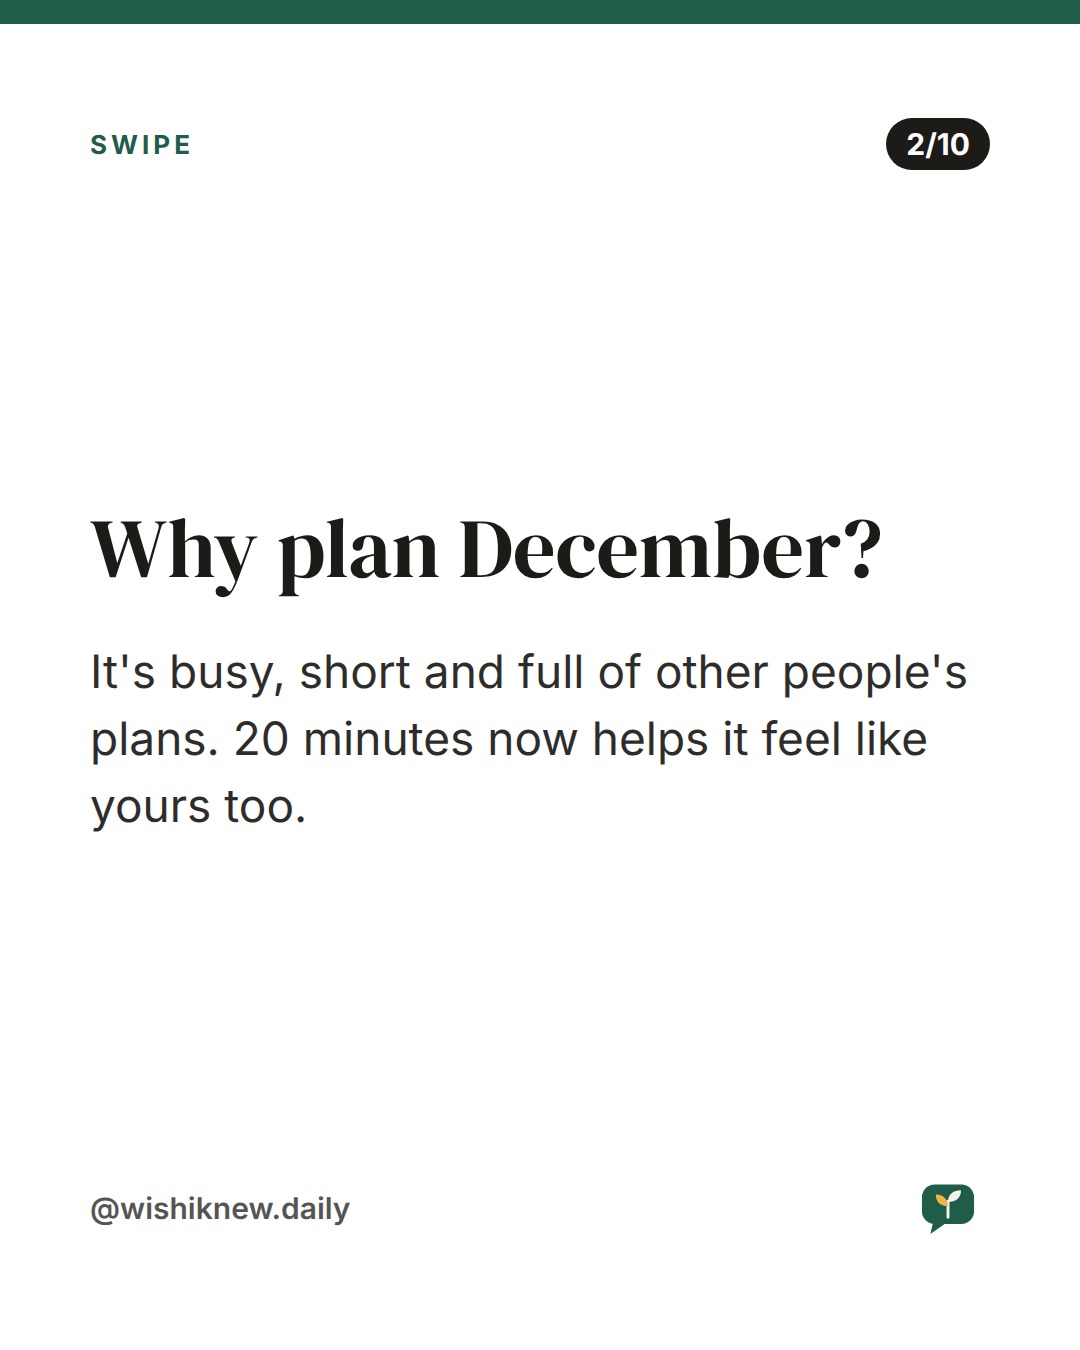 SWIPE
2/10
Why plan December?
It's busy, short and full of other people's
plans. 20 minutes now helps it feel like
yours too.
@wishiknew.daily